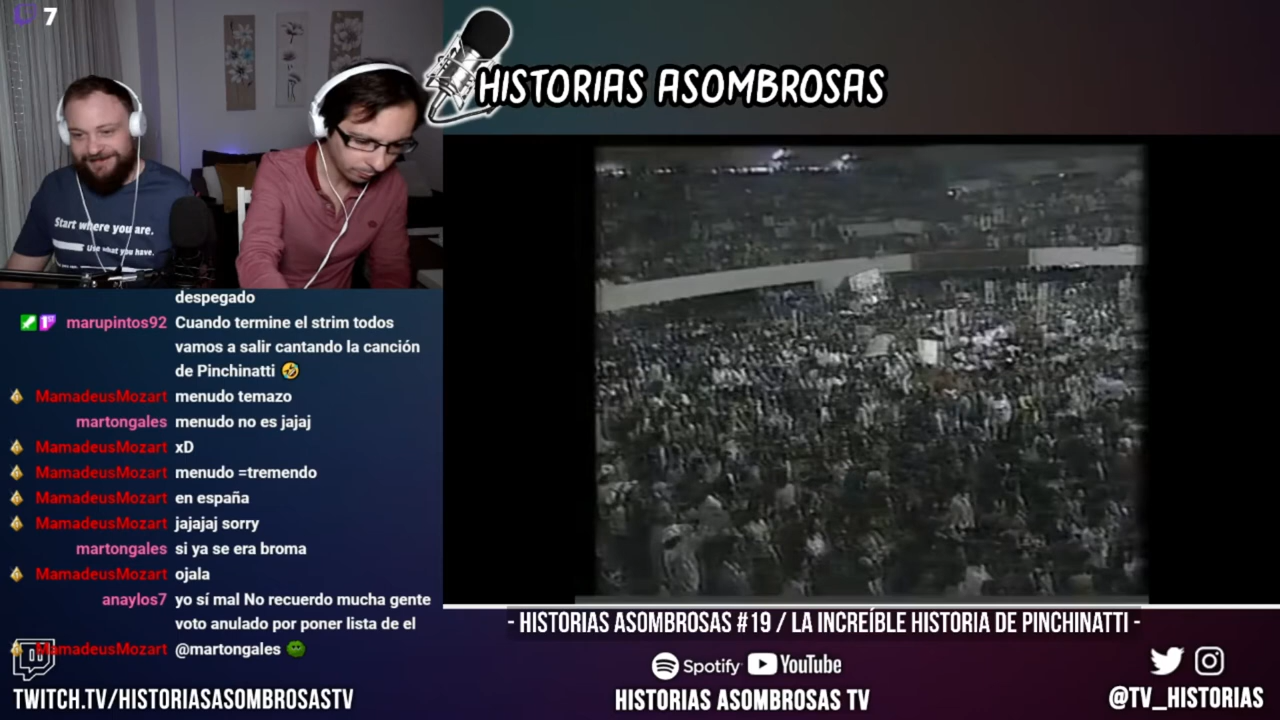 7
HISTORIAS ASOMBROSAS
Start where you are.
Use what you have.
despegado
marupintos92 Cuando termine el strim todos
vamos a salir cantando la canción
de Pinchinatti 🤣
MamadeusMozart menudo temazo
martongales menudo no es jajaj
MamadeusMozart xD
MamadeusMozart menudo =tremendo
MamadeusMozart en españa
MamadeusMozart jajajaj sorry
martongales si ya se era broma
MamadeusMozart ojala
anaylos7 yo sí mal No recuerdo mucha gente
voto anulado por poner lista de el
MamadeusMozart @martongales
TWITCH.TV/HISTORIASASOMBROSASTV
- HISTORIAS ASOMBROSAS #19 / LA INCREÍBLE HISTORIA DE PINCHINATTI -
Spotify YouTube
HISTORIAS ASOMBROSAS TV
@TV_HISTORIAS